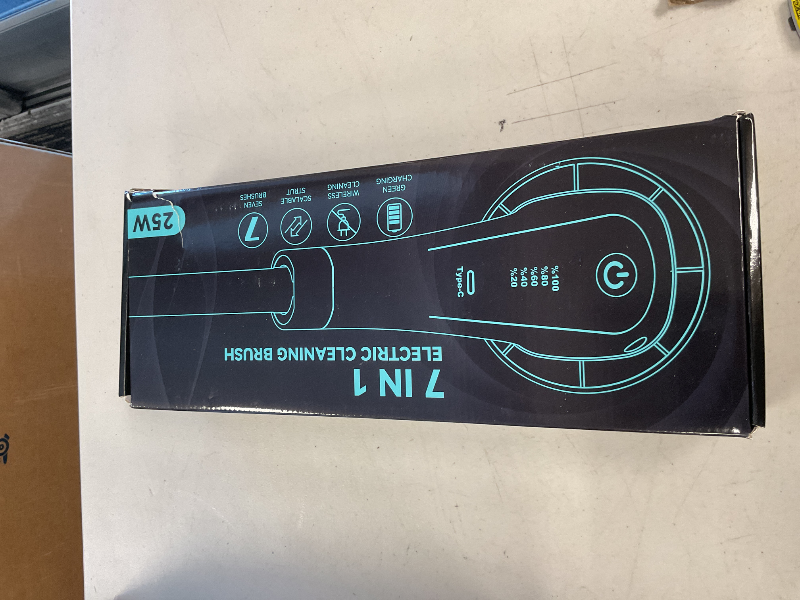 7 IN 1
ELECTRIC CLEANING BRUSH
Type-C
%100
%80
%60
%40
%20
GREEN
CHARGING
WIRELESS
CLEANING
SCALABLE
STRUT
7
SEVEN
BRUSHES
25W